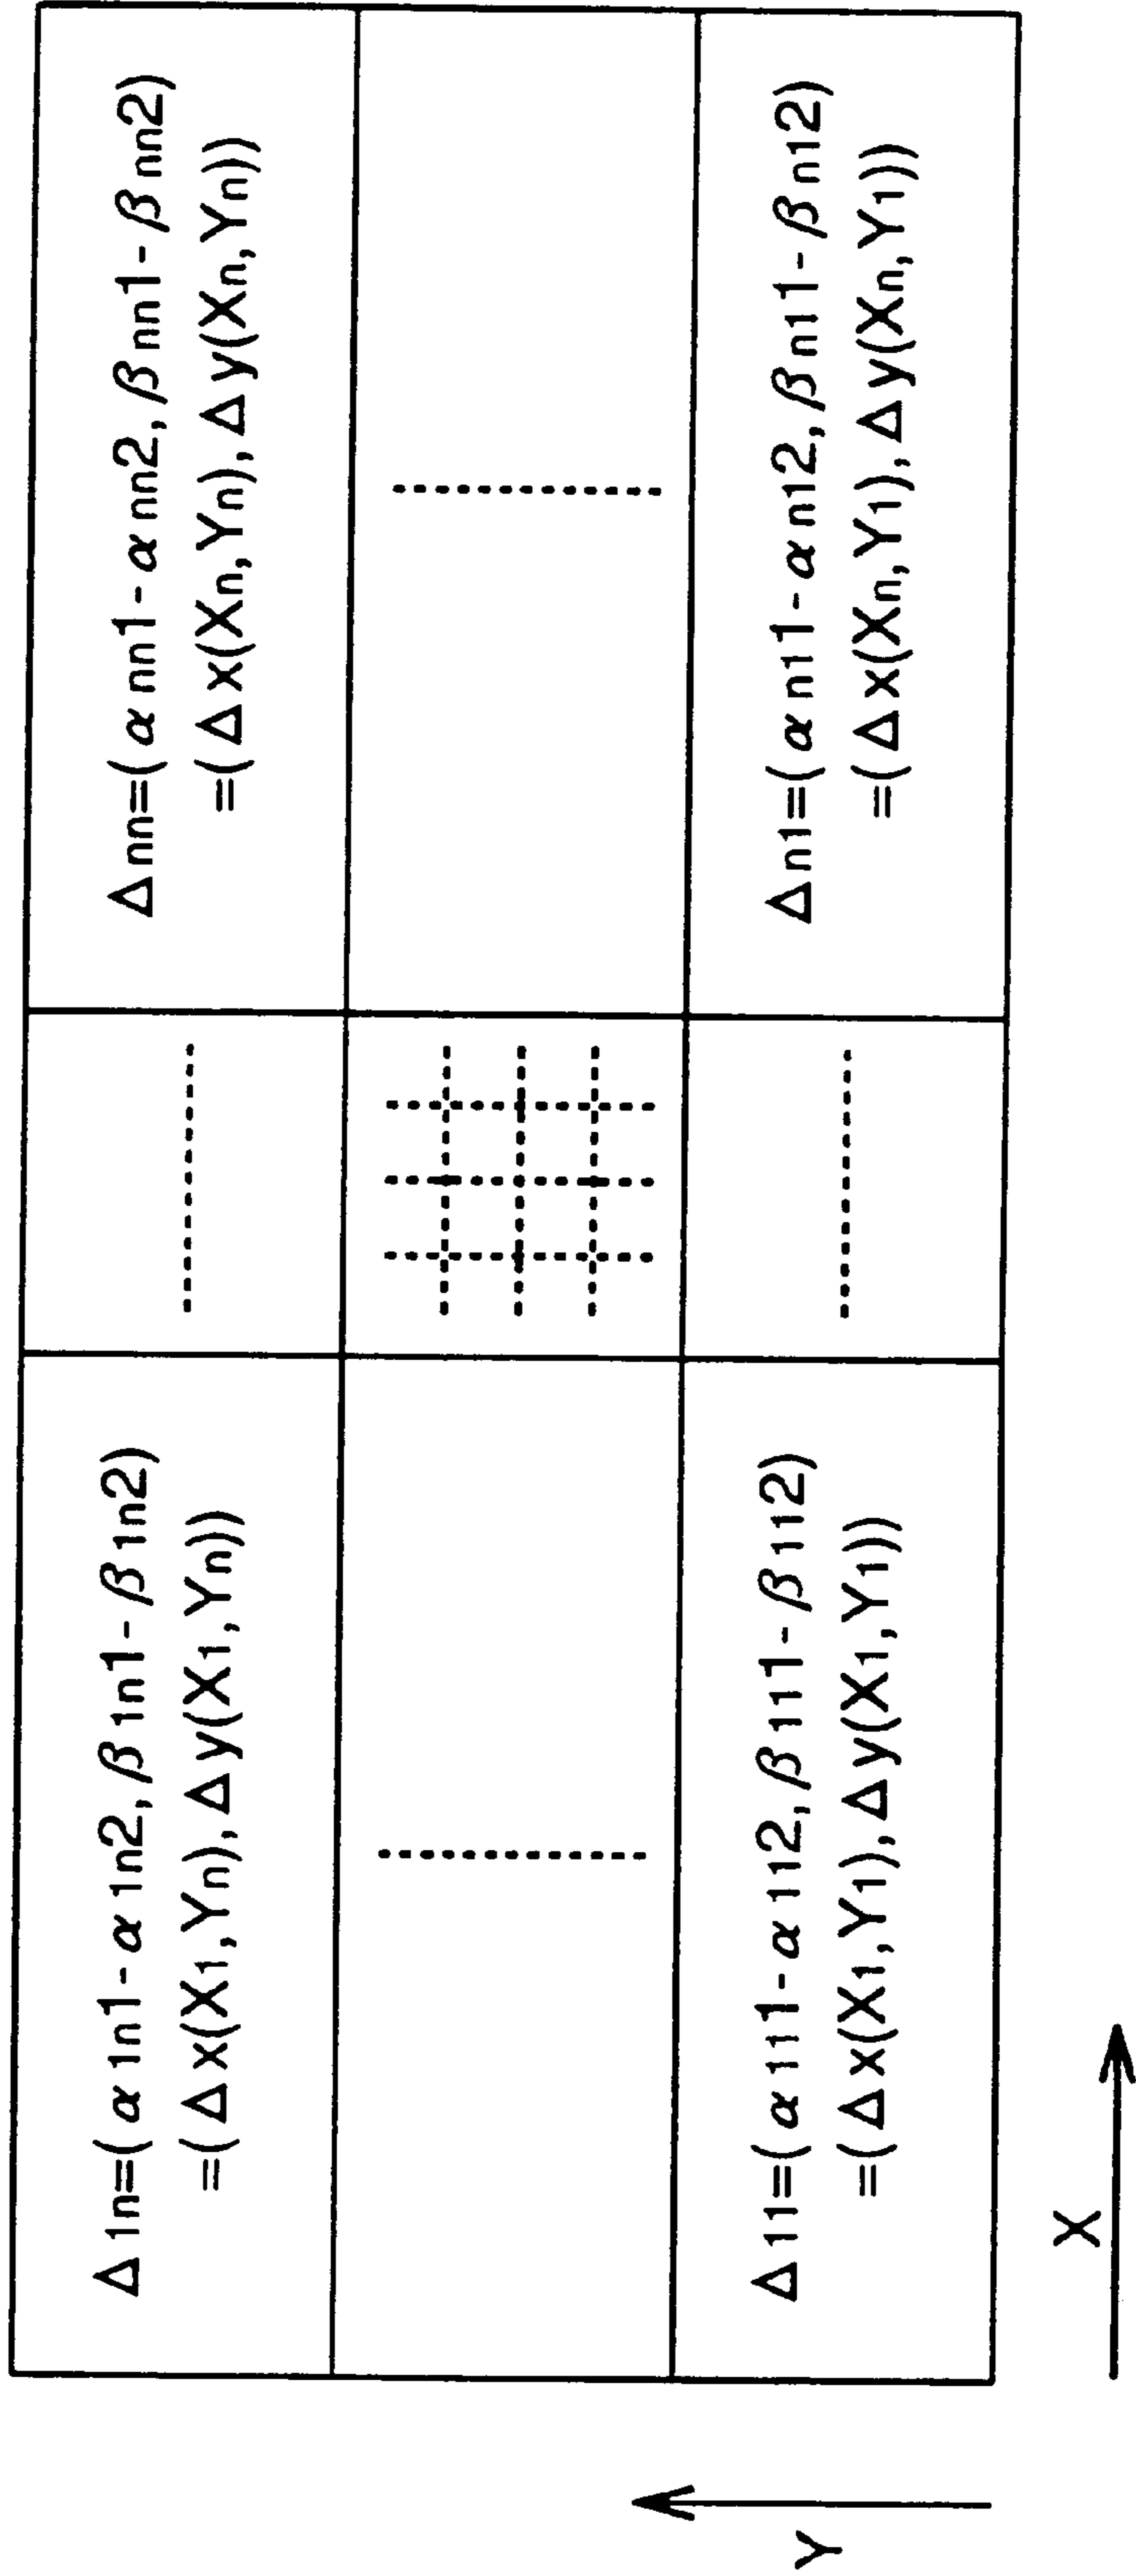 Δ1n=(α1n1-α1n2,β1n1-β1n2)
=(Δx(X1,Yn),Δy(X1,Yn))
Δnn=(αnn1-αnn2,βnn1-βnn2)
=(Δx(Xn,Yn),Δy(Xn,Yn))
Δ11=(α111-α112,β111-β112)
=(Δx(X1,Y1),Δy(X1,Y1))
Δn1=(αn11-αn12,βn11-βn12)
=(Δx(Xn,Y1),Δy(Xn,Y1))
Y
X